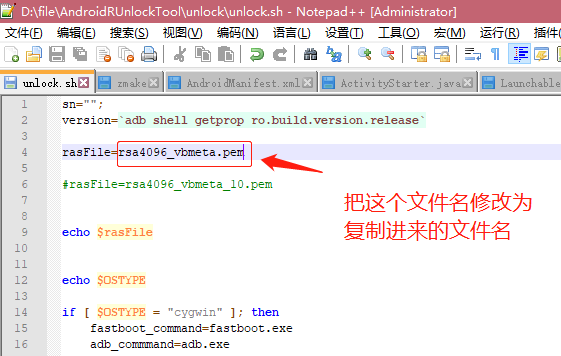 D:\file\AndroidRUnlockTool\unlock\unlock.sh - Notepad++ [Administrator]
文件(F) 编辑(E) 搜索(S) 视图(V) 编码(N) 语言(L) 设置(T) 工具(O) 宏(M) 运行(R) 插件
unlock.sh zmake AndroidManifest.xml ActivityStarter.java Launchable
1 sn="";
2 version=`adb shell getprop ro.build.version.release`
3
4 rasFile=rsa4096_vbmeta.pem
5
6 #rasFile=rsa4096_vbmeta_10.pem
7
8
9 echo $rasFile
10
11
12 echo $OSTYPE
13
14 if [ $OSTYPE = "cygwin" ]; then
15 fastboot_command=fastboot.exe
16 adb_commmand=adb.exe
把这个文件名修改为
复制进来的文件名